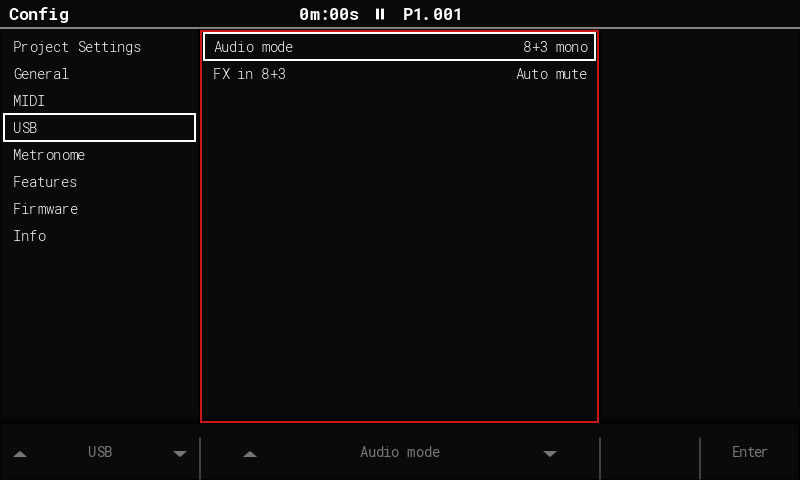 Config 0m:00s P1.001
Project Settings
General
MIDI
USB
Metronome
Features
Firmware
Info
Audio mode 8+3 mono
FX in 8+3 Auto mute
USB Audio mode Enter